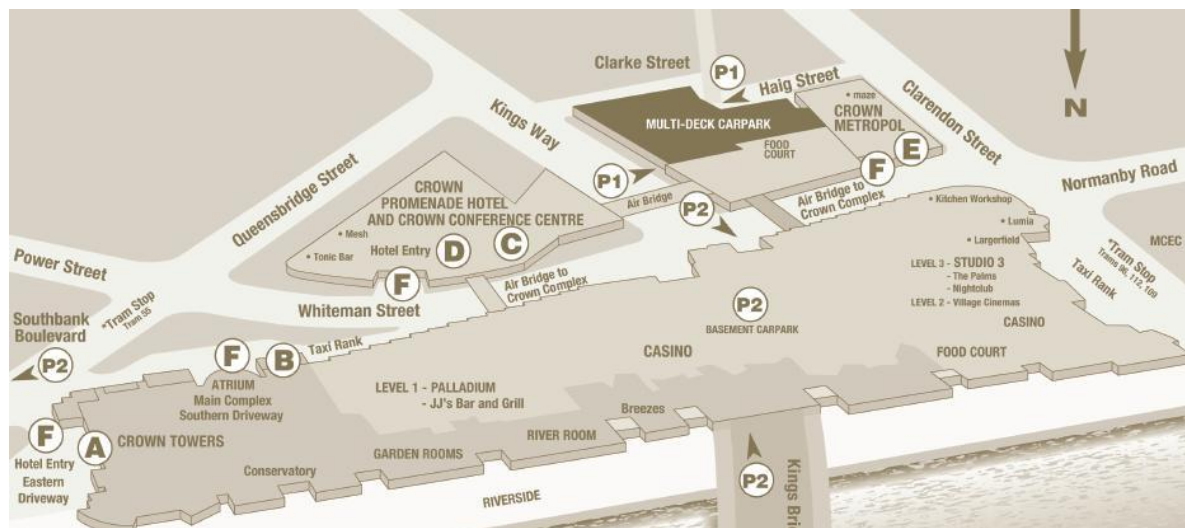 Clarke Street
P1
Haig Street
Clarendon Street
N
Kings Way
MULTI-DECK CARPARK
FOOD
COURT
• maze
CROWN
METROPOL
E
F
P1
Queensbridge Street
CROWN
PROMENADE HOTEL
AND CROWN CONFERENCE CENTRE
• Mesh
• Tonic Bar
Hotel Entry
D
C
F
Air Bridge
P2
Air Bridge to
Crown Complex
Normanby Road
• Kitchen Workshop
• Lumia
• Largerfield
MCEC
*Tram Stop
Trams 96, 112, 109
Taxi Rank
Power Street
*Tram Stop
Tram 55
Southbank
Boulevard
P2
Whiteman Street
Air Bridge to
Crown Complex
LEVEL 3 - STUDIO 3
- The Palms
- Nightclub
LEVEL 2 - Village Cinemas
P2
BASEMENT CARPARK
CASINO
CASINO
FOOD COURT
F
B
Taxi Rank
ATRIUM
Main Complex
Southern Driveway
LEVEL 1 - PALLADIUM
- JJ's Bar and Grill
Breezes
RIVER ROOM
GARDEN ROOMS
Conservatory
F
A
CROWN TOWERS
Hotel Entry
Eastern
Driveway
RIVERSIDE
P2
Kings Bri